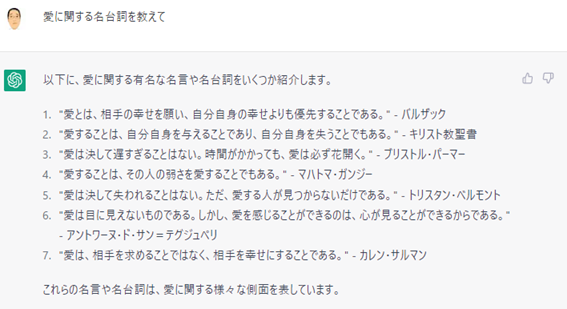 愛に関する名台詞を教えて
以下に、愛に関する有名な名言や名台詞をいくつか紹介します。
1. "愛とは、相手の幸せを願い、自分自身の幸せよりも優先することである。" - バルザック
2. "愛することは、自分自身を与えることであり、自分自身を失うことでもある。" - キリスト教聖書
3. "愛は決して遅すぎることはない。時間がかかっても、愛は必ず花開く。" - ブリストル・パーマー
4. "愛することは、その人の弱さを愛することでもある。" - マハトマ・ガンジー
5. "愛は決して失われることはない。ただ、愛する人が見つからないだけである。" - トリスタン・ベルモント
6. "愛は目に見えないものである。しかし、愛を感じることができるのは、心が見ることができるからである。"
- アントワーヌ・ド・サン＝テグジュペリ
7. "愛は、相手を求めることではなく、相手を幸せにすることである。" - カレン・サルマン
これらの名言や名台詞は、愛に関する様々な側面を表しています。